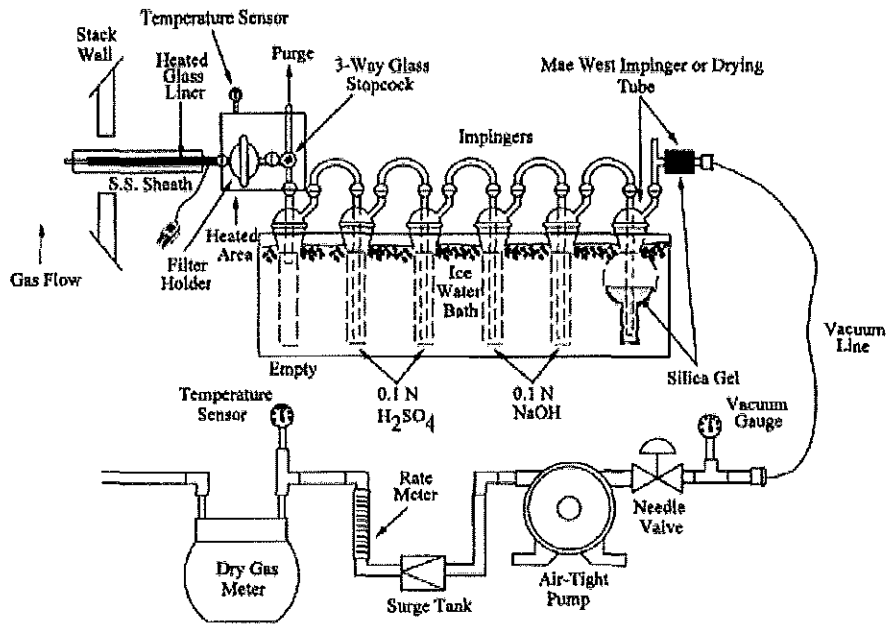 Temperature Sensor
Stack
Wall
Heated
Glass
Liner
Purge
3-Way Glass
Stopcock
Mae West Impinger or Drying
Tube
Impingers
S.S. Sheath
Heated
Area
Filter
Holder
Gas Flow
Ice
Water
Bath
Empty
0.1 N
H2SO4
0.1 N
NaOH
Silica Gel
Vacuum
Line
Temperature
Sensor
Rate
Meter
Vacuum
Gauge
Needle
Valve
Dry Gas
Meter
Surge Tank
Air-Tight
Pump